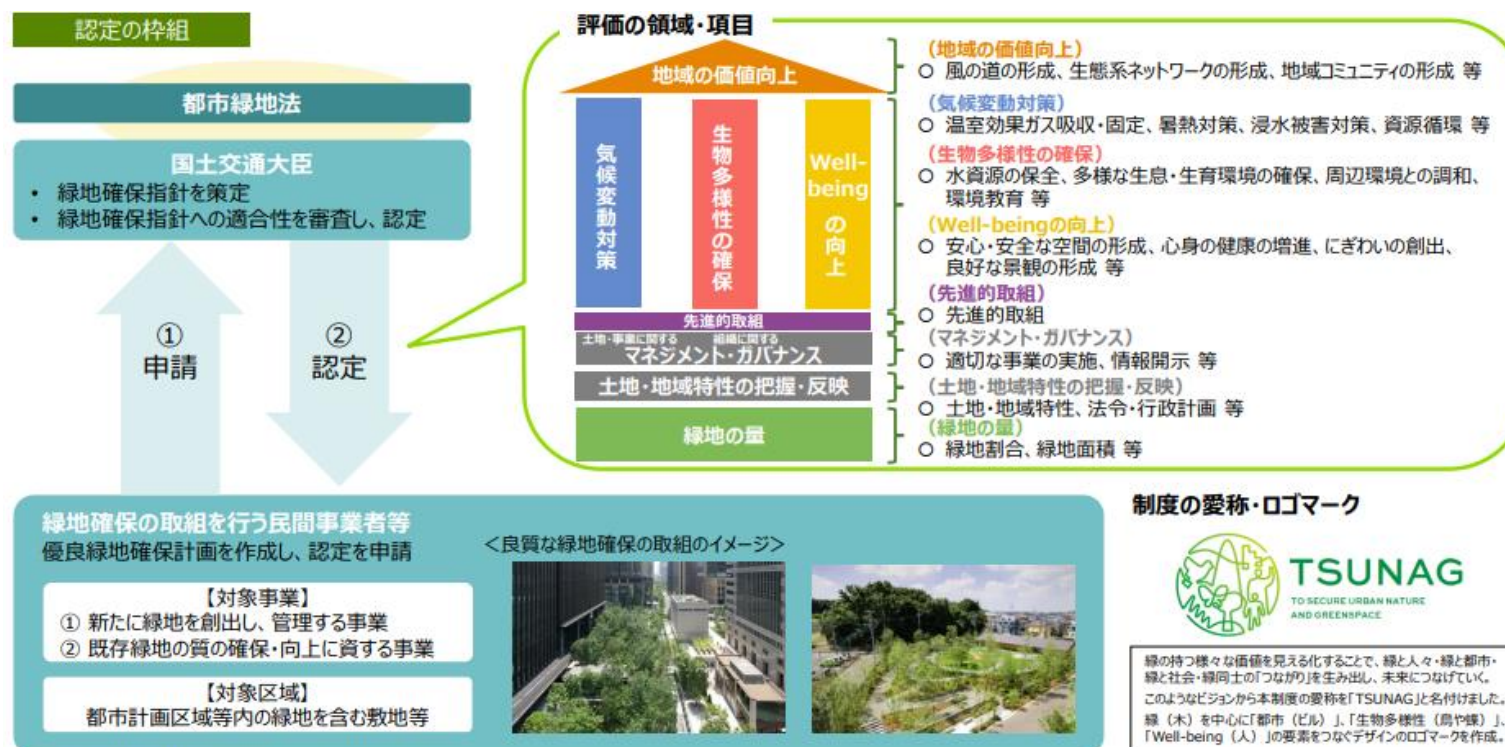 認定の枠組
都市緑地法
国土交通大臣
• 緑地確保指針を策定
• 緑地確保指針への適合性を審査し、認定
①
申請
②
認定
評価の領域・項目
地域の価値向上
気候変動対策
生物多様性の確保
Well-
being
の向上
先進的取組
土地・事業に関する 組織に関する
マネジメント・ガバナンス
土地・地域特性の把握・反映
緑地の量
（地域の価値向上）
○ 風の道の形成、生態系ネットワークの形成、地域コミュニティの形成 等
（気候変動対策）
○ 温室効果ガス吸収・固定、暑熱対策、浸水被害対策、資源循環 等
（生物多様性の確保）
○ 水資源の保全、多様な生息・生育環境の確保、周辺環境との調和、
環境教育 等
（Well-beingの向上）
○ 安心・安全な空間の形成、心身の健康の増進、にぎわいの創出、
良好な景観の形成 等
（先進的取組）
○ 先進的取組
（マネジメント・ガバナンス）
○ 適切な事業の実施、情報開示 等
（土地・地域特性の把握・反映）
○ 土地・地域特性、法令・行政計画 等
（緑地の量）
○ 緑地割合、緑地面積 等
緑地確保の取組を行う民間事業者等
優良緑地確保計画を作成し、認定を申請
【対象事業】
① 新たに緑地を創出し、管理する事業
② 既存緑地の質の確保・向上に資する事業
【対象区域】
都市計画区域等内の緑地を含む敷地等
＜良質な緑地確保の取組のイメージ＞
制度の愛称・ロゴマーク
TSUNAG
TO SECURE URBAN NATURE
AND GREENSPACE
緑の持つ様々な価値を見える化することで、緑と人々・緑と都市・
緑と社会・緑同士の「つながり」を生み出し、未来につなげていく。
このようなビジョンから本制度の愛称を「TSUNAG」と名付けました。
緑（木）を中心に「都市（ビル）」、「生物多様性（鳥や蝶）」、
「Well-being（人）」の要素をつなぐデザインのロゴマークを作成。